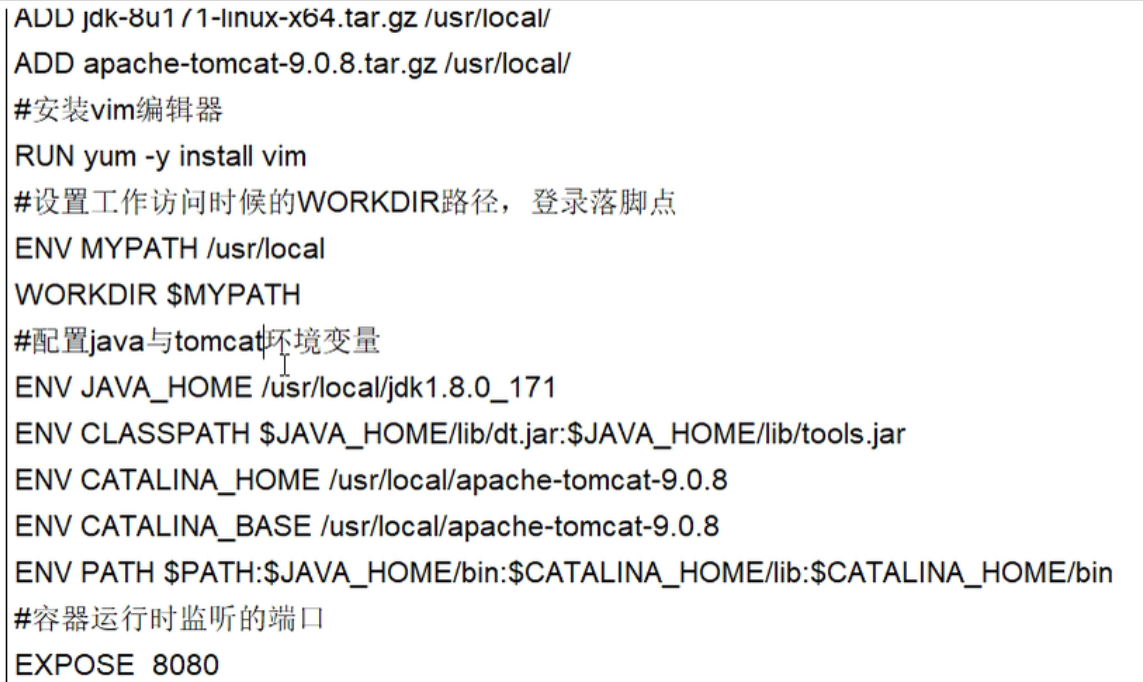 ADD jdk-8u171-linux-x64.tar.gz /usr/local/
ADD apache-tomcat-9.0.8.tar.gz /usr/local/
#安装vim编辑器
RUN yum -y install vim
#设置工作访问时候的WORKDIR路径，登录落脚点
ENV MYPATH /usr/local
WORKDIR $MYPATH
#配置java与tomcat环境变量
ENV JAVA_HOME /usr/local/jdk1.8.0_171
ENV CLASSPATH $JAVA_HOME/lib/dt.jar:$JAVA_HOME/lib/tools.jar
ENV CATALINA_HOME /usr/local/apache-tomcat-9.0.8
ENV CATALINA_BASE /usr/local/apache-tomcat-9.0.8
ENV PATH $PATH:$JAVA_HOME/bin:$CATALINA_HOME/lib:$CATALINA_HOME/bin
#容器运行时监听的端口
EXPOSE  8080